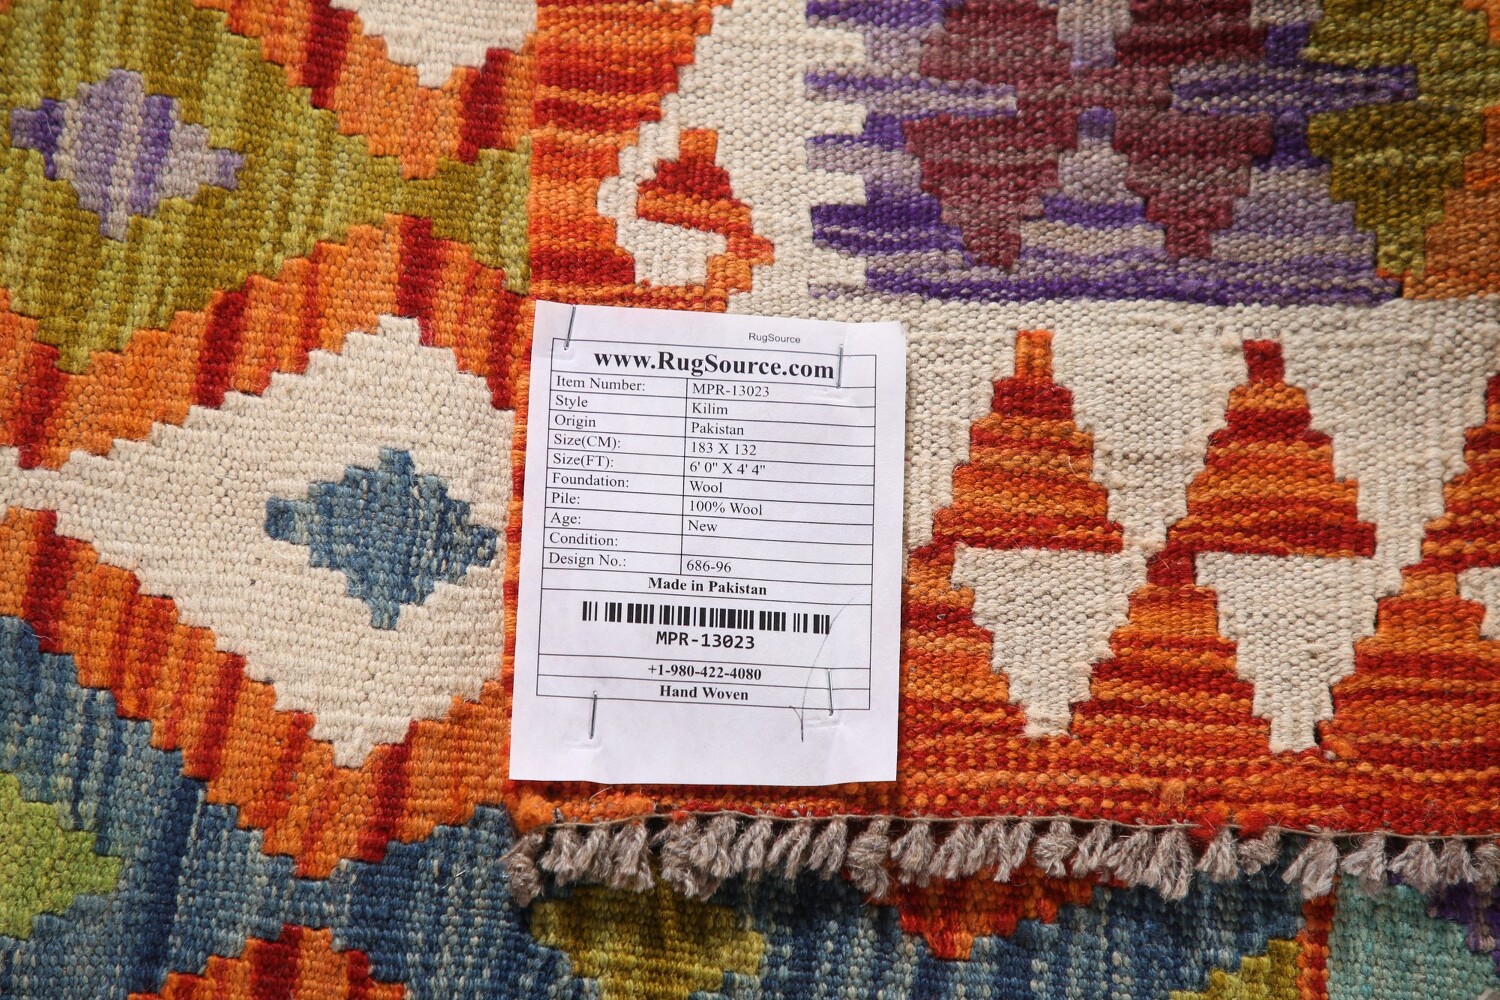 RugSource
www.RugSource.com
Item Number: MPR-13023
Style Kilim
Origin Pakistan
Size(CM): 183 X 132
Size(FT): 6' 0" X 4' 4"
Foundation: Wool
Pile: 100% Wool
Age: New
Condition:
Design No.: 686-96
Made in Pakistan
MPR-13023
+1-980-422-4080
Hand Woven